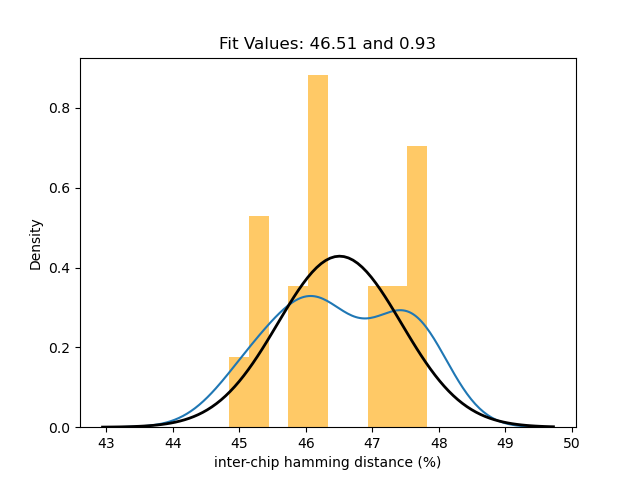 Fit Values: 46.51 and 0.93
Density
0.8
0.6
0.4
0.2
0.0
43 44 45 46 47 48 49 50
inter-chip hamming distance (%)